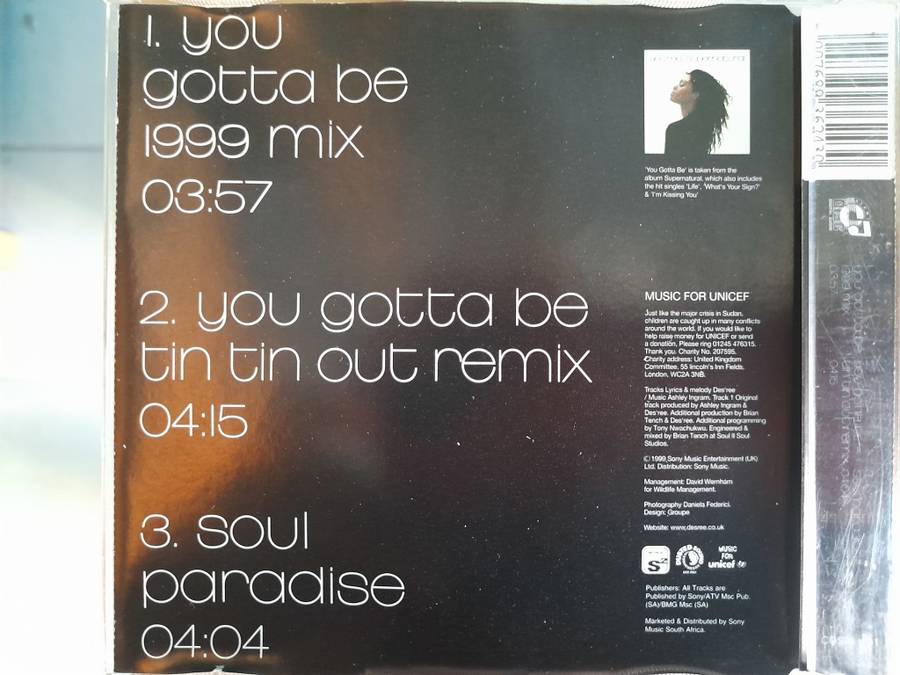 1. you
gotta be
1999 mix
03:57
2. you gotta be
tin tin out remix
04:15
3. soul
paradise
04:04
'You Gotta Be' is taken from the
album Supernatural, which also includes
the hit singles 'Life', 'What's Your Sign?'
& 'I'm Kissing You'
MUSIC FOR UNICEF
Just like the major crisis in Sudan,
children are caught up in many conflicts
around the world. If you would like to
help raise money for UNICEF or send
a donation, Please ring 01245 476315.
Thank you. Charity No. 207595.
Charity address: United Kingdom
Committee, 55 lincoln's Inn Fields,
London, WC2A 3NB.
Tracks Lyrics & melody Des'ree
/ Music Ashley Ingram. Track 1 Original
track produced by Ashley Ingram &
Des'ree. Additional production by Brian
Tench & Des'ree. Additional programming
by Tony Nwachukwu. Engineered &
mixed by Brian Tench at Soul II Soul
Studios.
© 1999 Sony Music Entertainment (UK)
Ltd. Distribution: Sony Music.
Management: David Wernham
for Wildlife Management.
Photography Daniela Federici.
Design: Groupe
Website: www.desree.co.uk
S2
MUSIC
FOR
unicef
Publishers: All Tracks are
Published by Sony/ATV Msc Pub.
(SA)/BMG Msc (SA)
Marketed & Distributed by Sony
Music South Africa.